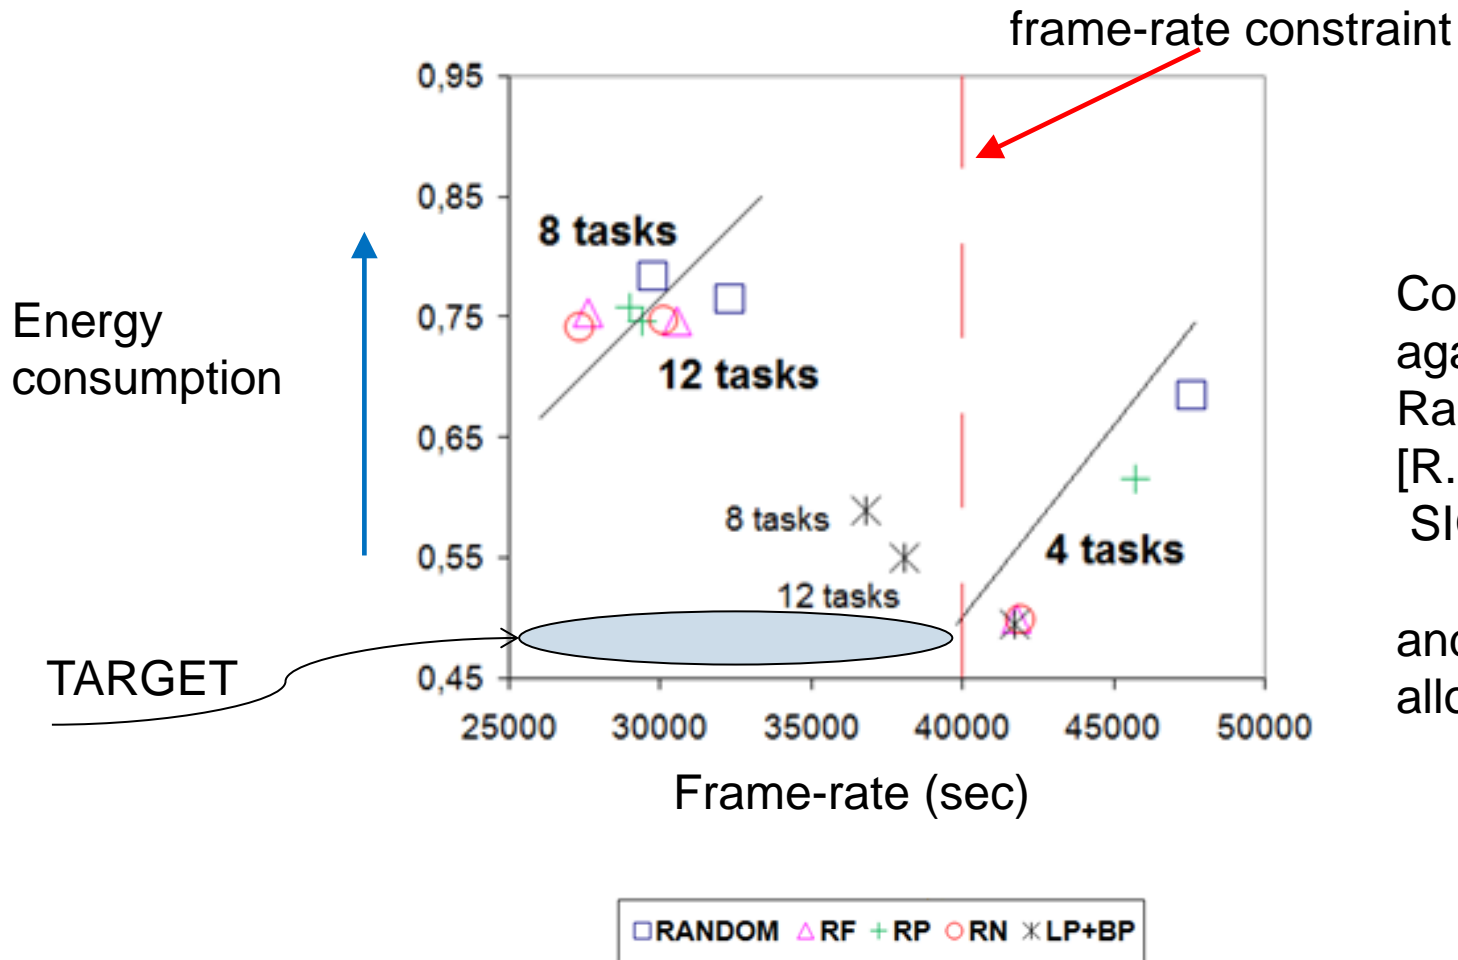 frame-rate constraint
0,95
0,85
8 tasks
Energy
consumption
0,75
12 tasks
0,65
8 tasks
4 tasks
0,55
12 tasks
TARGET
0,45
25000 30000 35000 40000 45000 50000
Frame-rate (sec)
RANDOM RF RP RN LP+BP
[R.